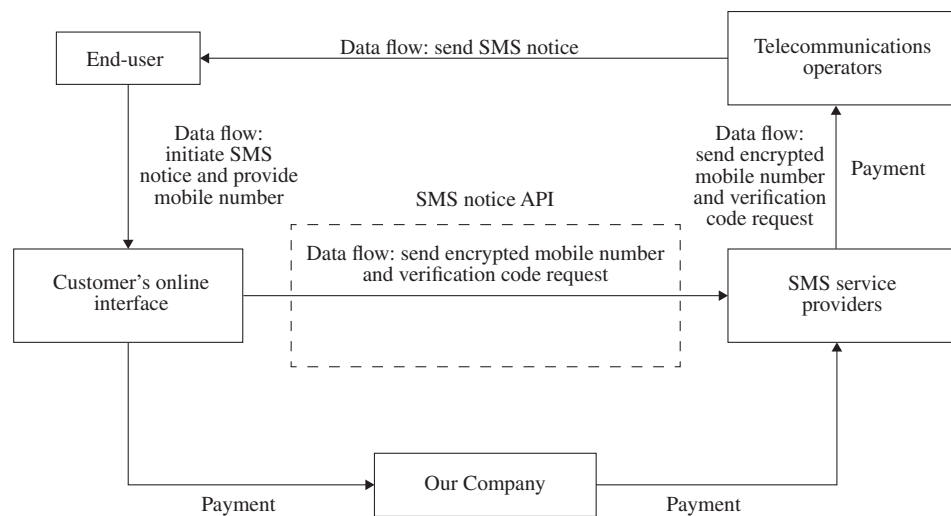 End-user
Data flow: send SMS notice
Telecommunications
operators
Data flow:
initiate SMS
notice and provide
mobile number
Data flow:
send encrypted
mobile number
and verification
code request
Payment
SMS notice API
Customer's online
interface
Data flow: send encrypted mobile number
and verification code request
SMS service
providers
Payment
Our Company
Payment